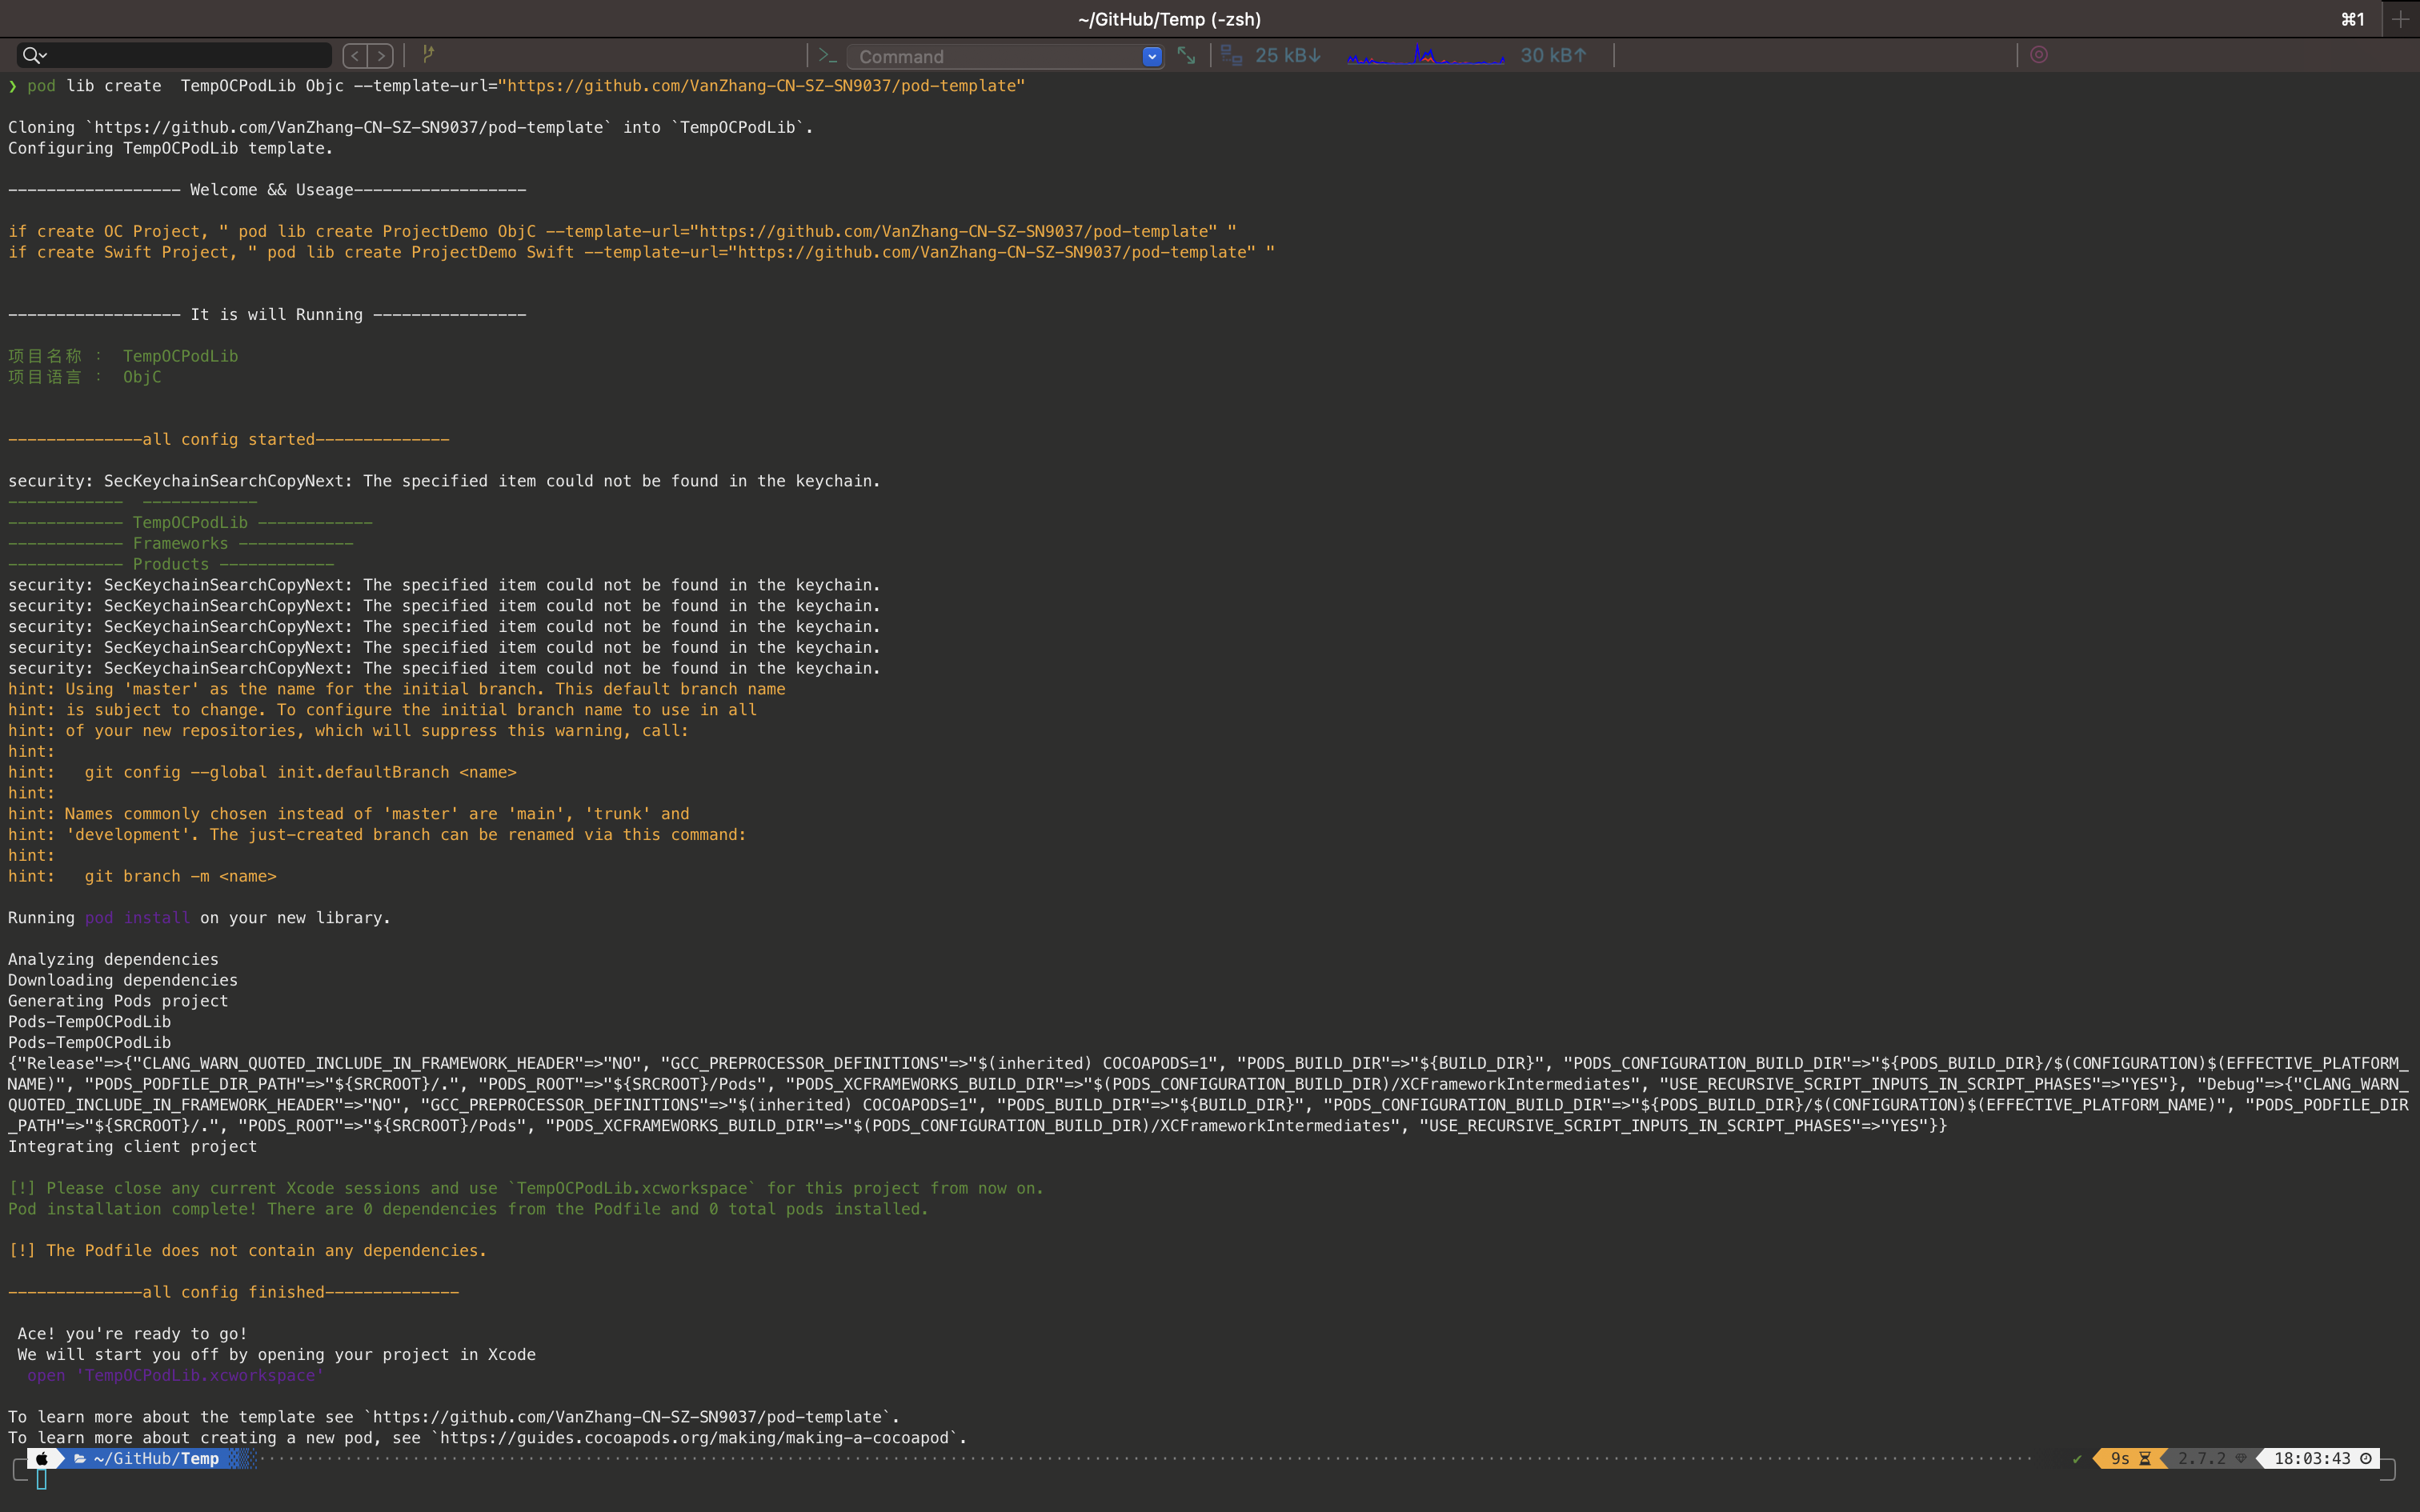 ~/GitHub/Temp (-zsh)
⌘1
Command
25 kB↓
30 kB↑
❯ pod lib create  TempOCPodLib Objc --template-url="https://github.com/VanZhang-CN-SZ-SN9037/pod-template"
Cloning `https://github.com/VanZhang-CN-SZ-SN9037/pod-template` into `TempOCPodLib`.
Configuring TempOCPodLib template.
------------------ Welcome && Useage------------------
if create OC Project, " pod lib create ProjectDemo ObjC --template-url="https://github.com/VanZhang-CN-SZ-SN9037/pod-template" "
if create Swift Project, " pod lib create ProjectDemo Swift --template-url="https://github.com/VanZhang-CN-SZ-SN9037/pod-template" "
------------------ It is will Running ----------------
项目名称 ： TempOCPodLib
项目语言 ： ObjC
--------------all config started--------------
security: SecKeychainSearchCopyNext: The specified item could not be found in the keychain.
------------  ------------
------------ TempOCPodLib ------------
------------ Frameworks ------------
------------ Products ------------
security: SecKeychainSearchCopyNext: The specified item could not be found in the keychain.
security: SecKeychainSearchCopyNext: The specified item could not be found in the keychain.
security: SecKeychainSearchCopyNext: The specified item could not be found in the keychain.
security: SecKeychainSearchCopyNext: The specified item could not be found in the keychain.
security: SecKeychainSearchCopyNext: The specified item could not be found in the keychain.
hint: Using 'master' as the name for the initial branch. This default branch name
hint: is subject to change. To configure the initial branch name to use in all
hint: of your new repositories, which will suppress this warning, call:
hint:
hint:   git config --global init.defaultBranch <name>
hint:
hint: Names commonly chosen instead of 'master' are 'main', 'trunk' and
hint: 'development'. The just-created branch can be renamed via this command:
hint:
hint:   git branch -m <name>
Running pod install on your new library.
Analyzing dependencies
Downloading dependencies
Generating Pods project
Pods-TempOCPodLib
Pods-TempOCPodLib
{"Release"=>{"CLANG_WARN_QUOTED_INCLUDE_IN_FRAMEWORK_HEADER"=>"NO", "GCC_PREPROCESSOR_DEFINITIONS"=>"$(inherited) COCOAPODS=1", "PODS_BUILD_DIR"=>"${BUILD_DIR}", "PODS_CONFIGURATION_BUILD_DIR"=>"${PODS_BUILD_DIR}/$(CONFIGURATION)$(EFFECTIVE_PLATFORM_
NAME)", "PODS_PODFILE_DIR_PATH"=>"${SRCROOT}/.", "PODS_ROOT"=>"${SRCROOT}/Pods", "PODS_XCFRAMEWORKS_BUILD_DIR"=>"$(PODS_CONFIGURATION_BUILD_DIR)/XCFrameworkIntermediates", "USE_RECURSIVE_SCRIPT_INPUTS_IN_SCRIPT_PHASES"=>"YES"}, "Debug"=>{"CLANG_WARN_
QUOTED_INCLUDE_IN_FRAMEWORK_HEADER"=>"NO", "GCC_PREPROCESSOR_DEFINITIONS"=>"$(inherited) COCOAPODS=1", "PODS_BUILD_DIR"=>"${BUILD_DIR}", "PODS_CONFIGURATION_BUILD_DIR"=>"${PODS_BUILD_DIR}/$(CONFIGURATION)$(EFFECTIVE_PLATFORM_NAME)", "PODS_PODFILE_DIR
_PATH"=>"${SRCROOT}/.", "PODS_ROOT"=>"${SRCROOT}/Pods", "PODS_XCFRAMEWORKS_BUILD_DIR"=>"$(PODS_CONFIGURATION_BUILD_DIR)/XCFrameworkIntermediates", "USE_RECURSIVE_SCRIPT_INPUTS_IN_SCRIPT_PHASES"=>"YES"}}
Integrating client project
[!] Please close any current Xcode sessions and use `TempOCPodLib.xcworkspace` for this project from now on.
Pod installation complete! There are 0 dependencies from the Podfile and 0 total pods installed.
[!] The Podfile does not contain any dependencies.
--------------all config finished--------------
Ace! you're ready to go!
We will start you off by opening your project in Xcode
open 'TempOCPodLib.xcworkspace'
To learn more about the template see `https://github.com/VanZhang-CN-SZ-SN9037/pod-template`.
To learn more about creating a new pod, see `https://guides.cocoapods.org/making/making-a-cocoapod`.
~/GitHub/Temp
✔ 9s 2.7.2 18:03:43